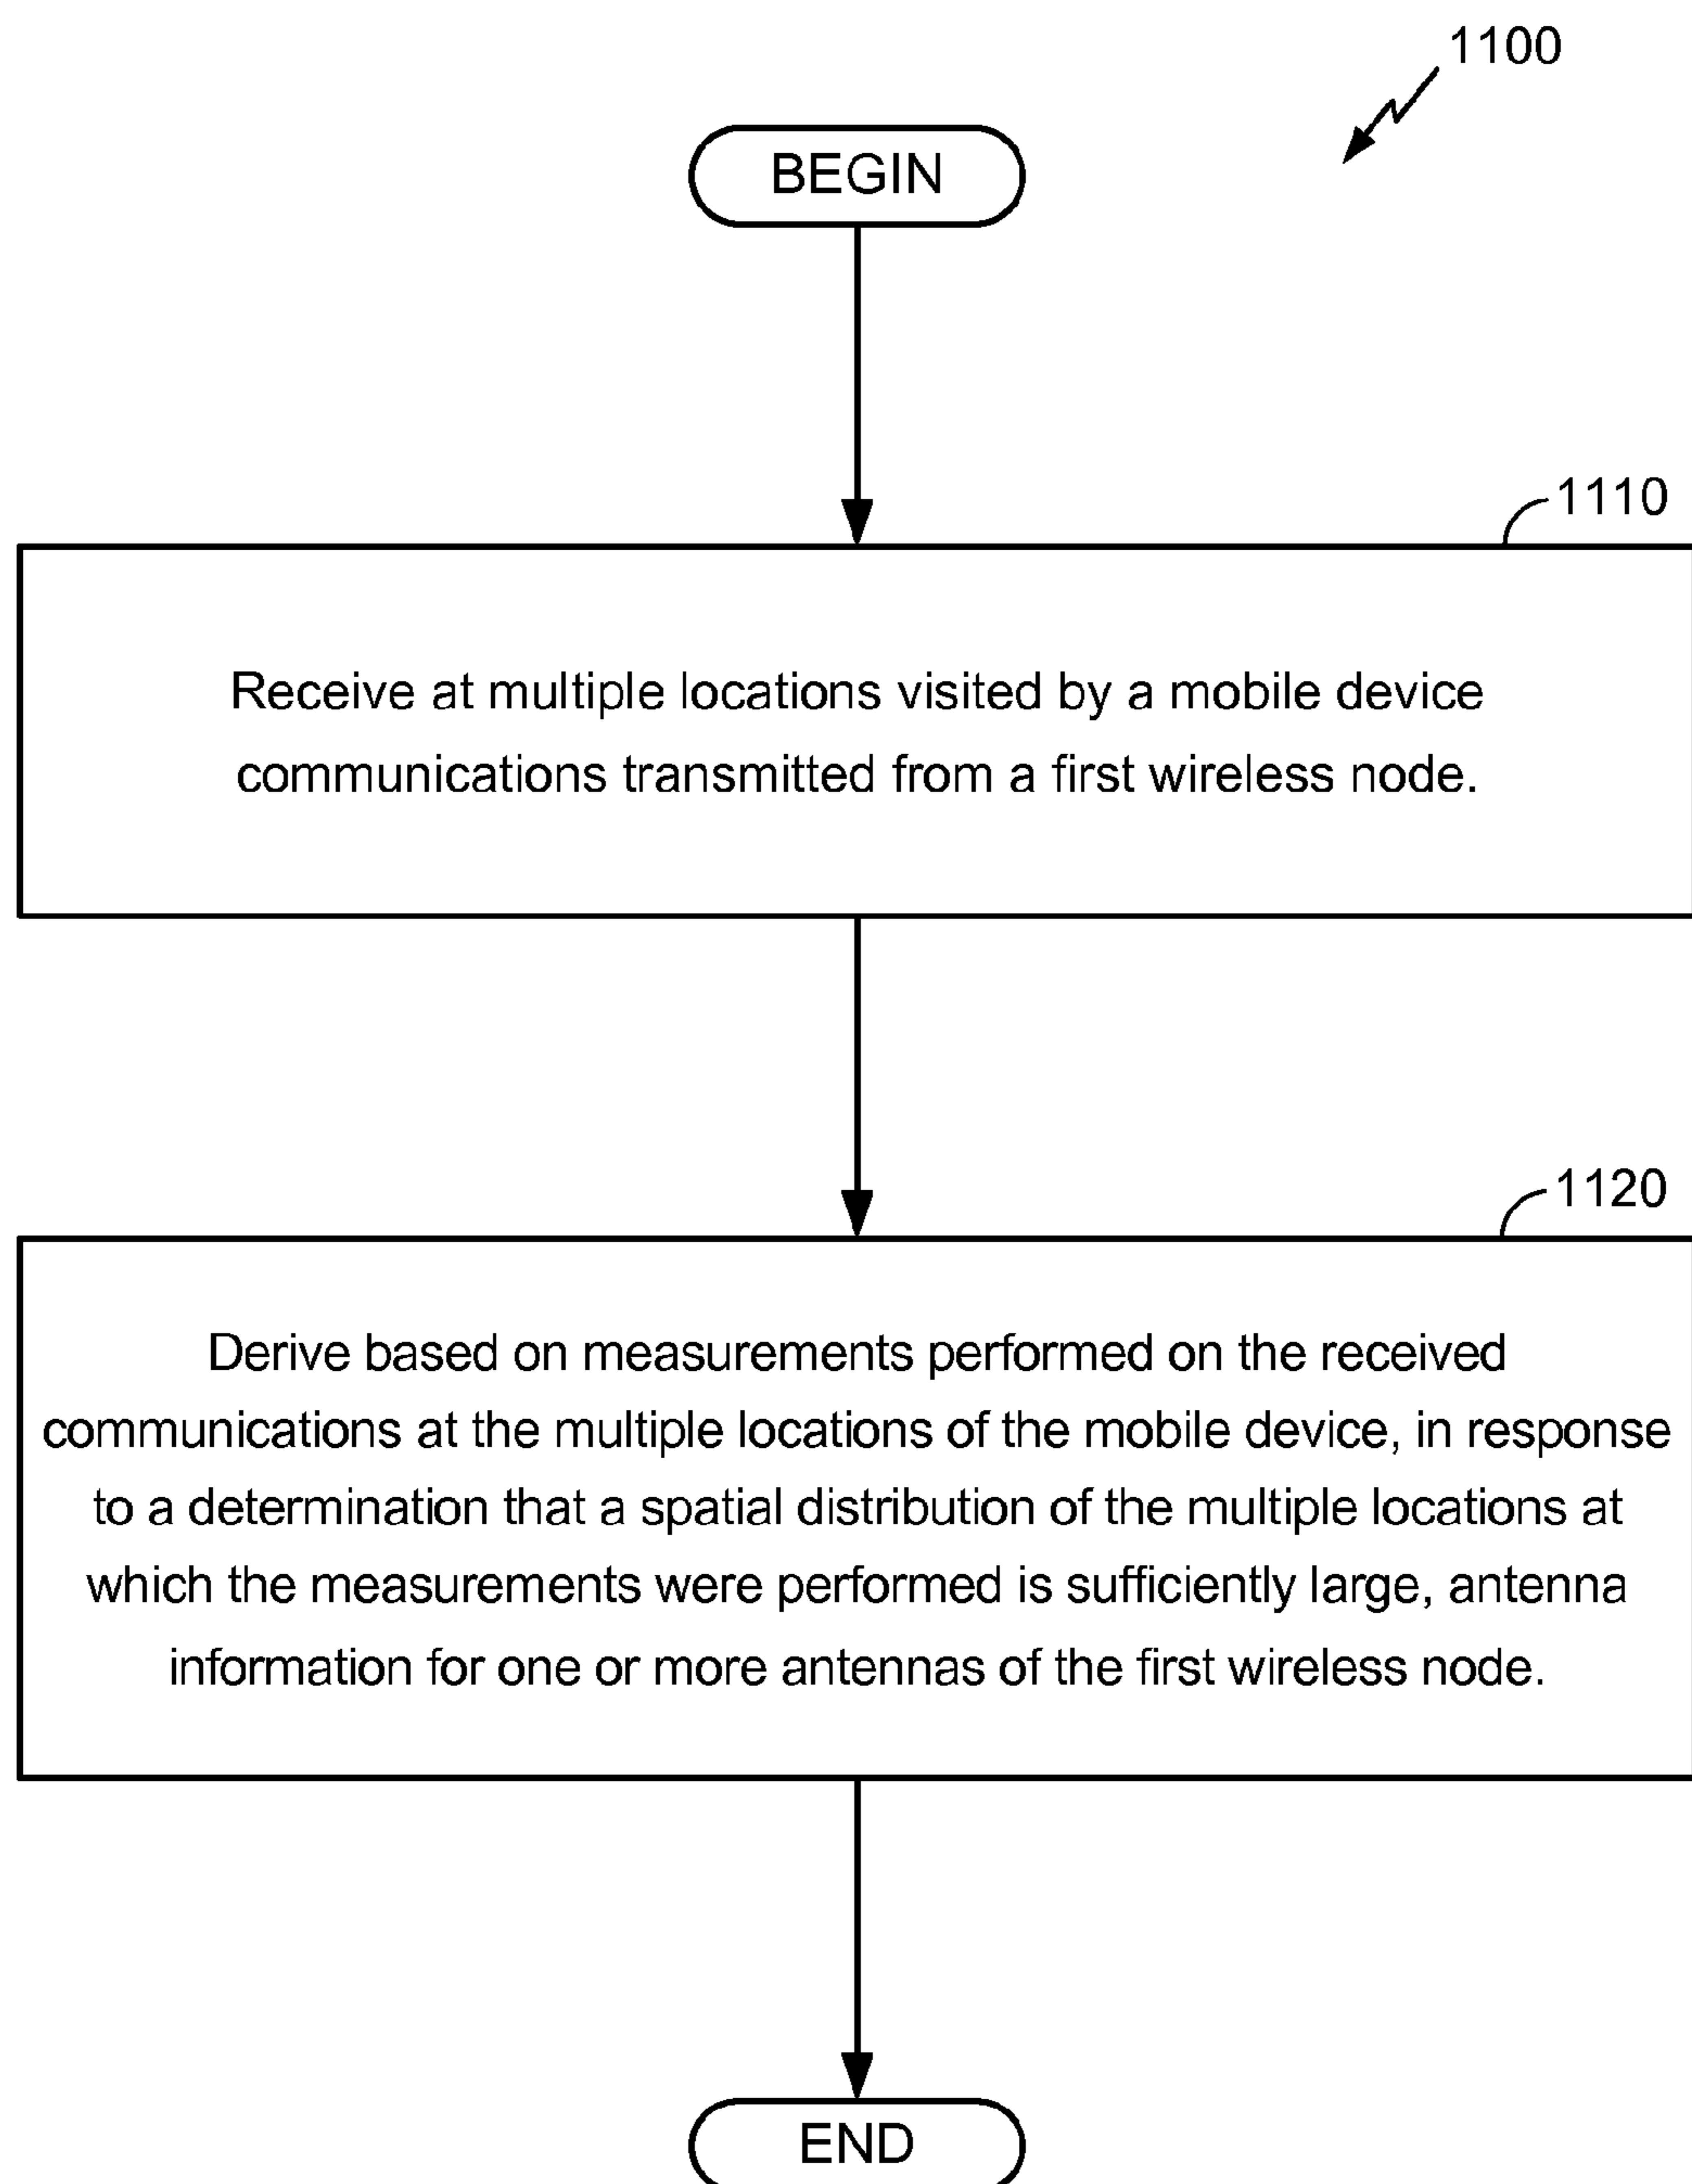 1100
BEGIN
1110
Receive at multiple locations visited by a mobile device
communications transmitted from a first wireless node.
1120
Derive based on measurements performed on the received
communications at the multiple locations of the mobile device, in response
to a determination that a spatial distribution of the multiple locations at
which the measurements were performed is sufficiently large, antenna
information for one or more antennas of the first wireless node.
END